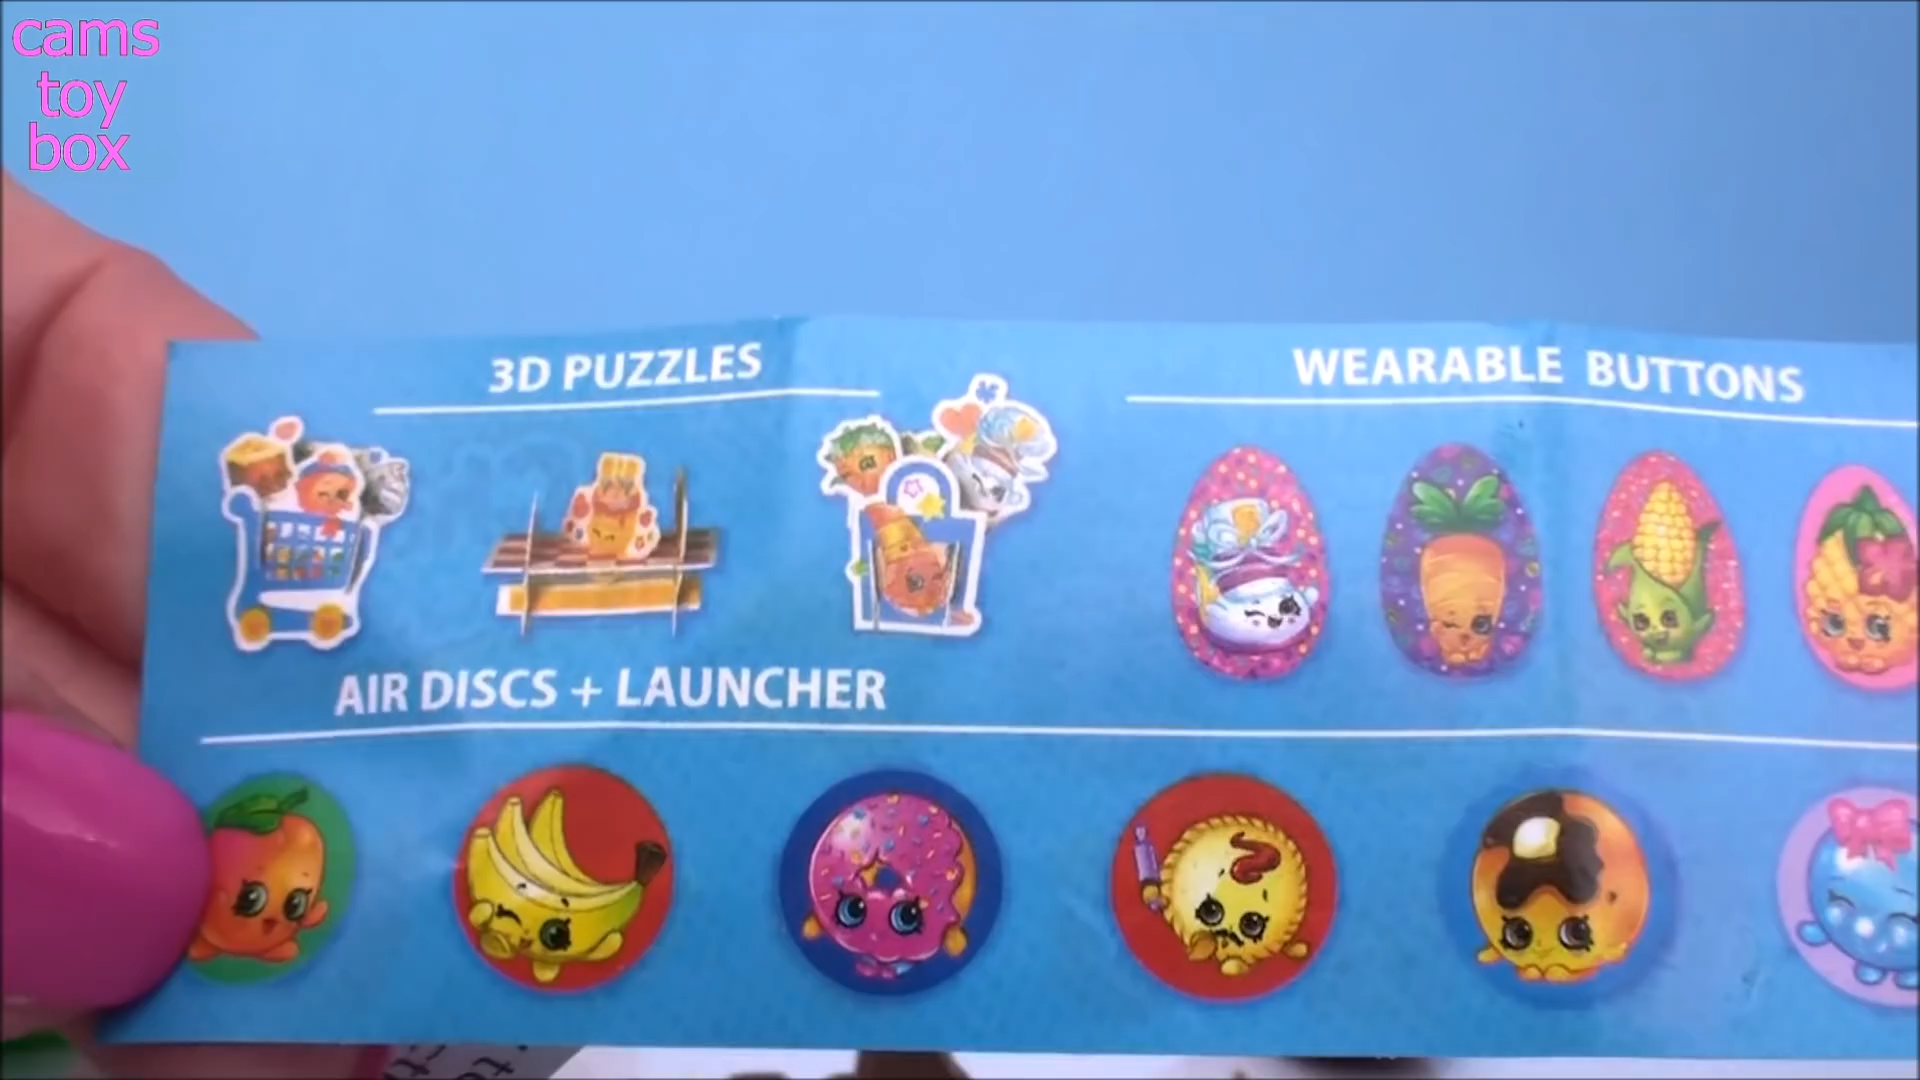 cams
toy
box
3D PUZZLES
WEARABLE BUTTONS
AIR DISCS + LAUNCHER